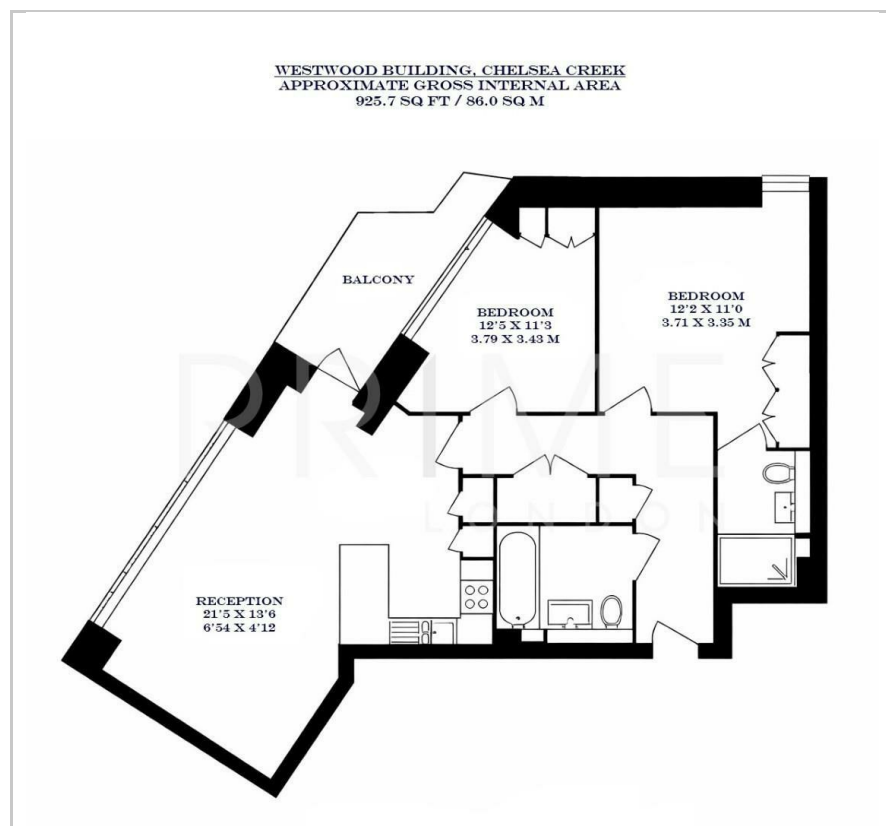 WESTWOOD BUILDING, CHELSEA CREEK
APPROXIMATE GROSS INTERNAL AREA
925.7 SQ FT / 86.0 SQ M
BALCONY
BEDROOM
12'5 X 11'3
3.79 X 3.43 M
BEDROOM
12'2 X 11'0
3.71 X 3.35 M
PRIME
LONDON
RECEPTION
21'5 X 13'6
6'54 X 4'12